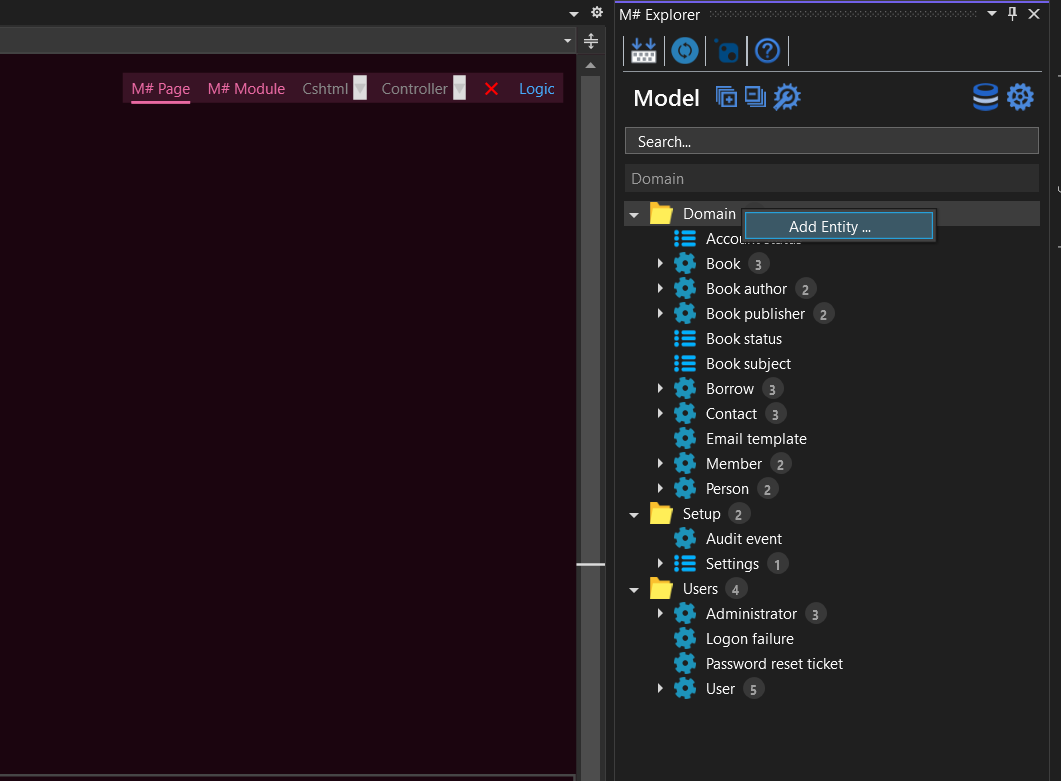 M# Explorer
M# Page M# Module Cshtml Controller Logic
Model
Search...
Domain
Domain
Add Entity ...
Account status
Book 3
Book author 2
Book publisher 2
Book status
Book subject
Borrow 3
Contact 3
Email template
Member 2
Person 2
Setup 2
Audit event
Settings 1
Users 4
Administrator 3
Logon failure
Password reset ticket
User 5